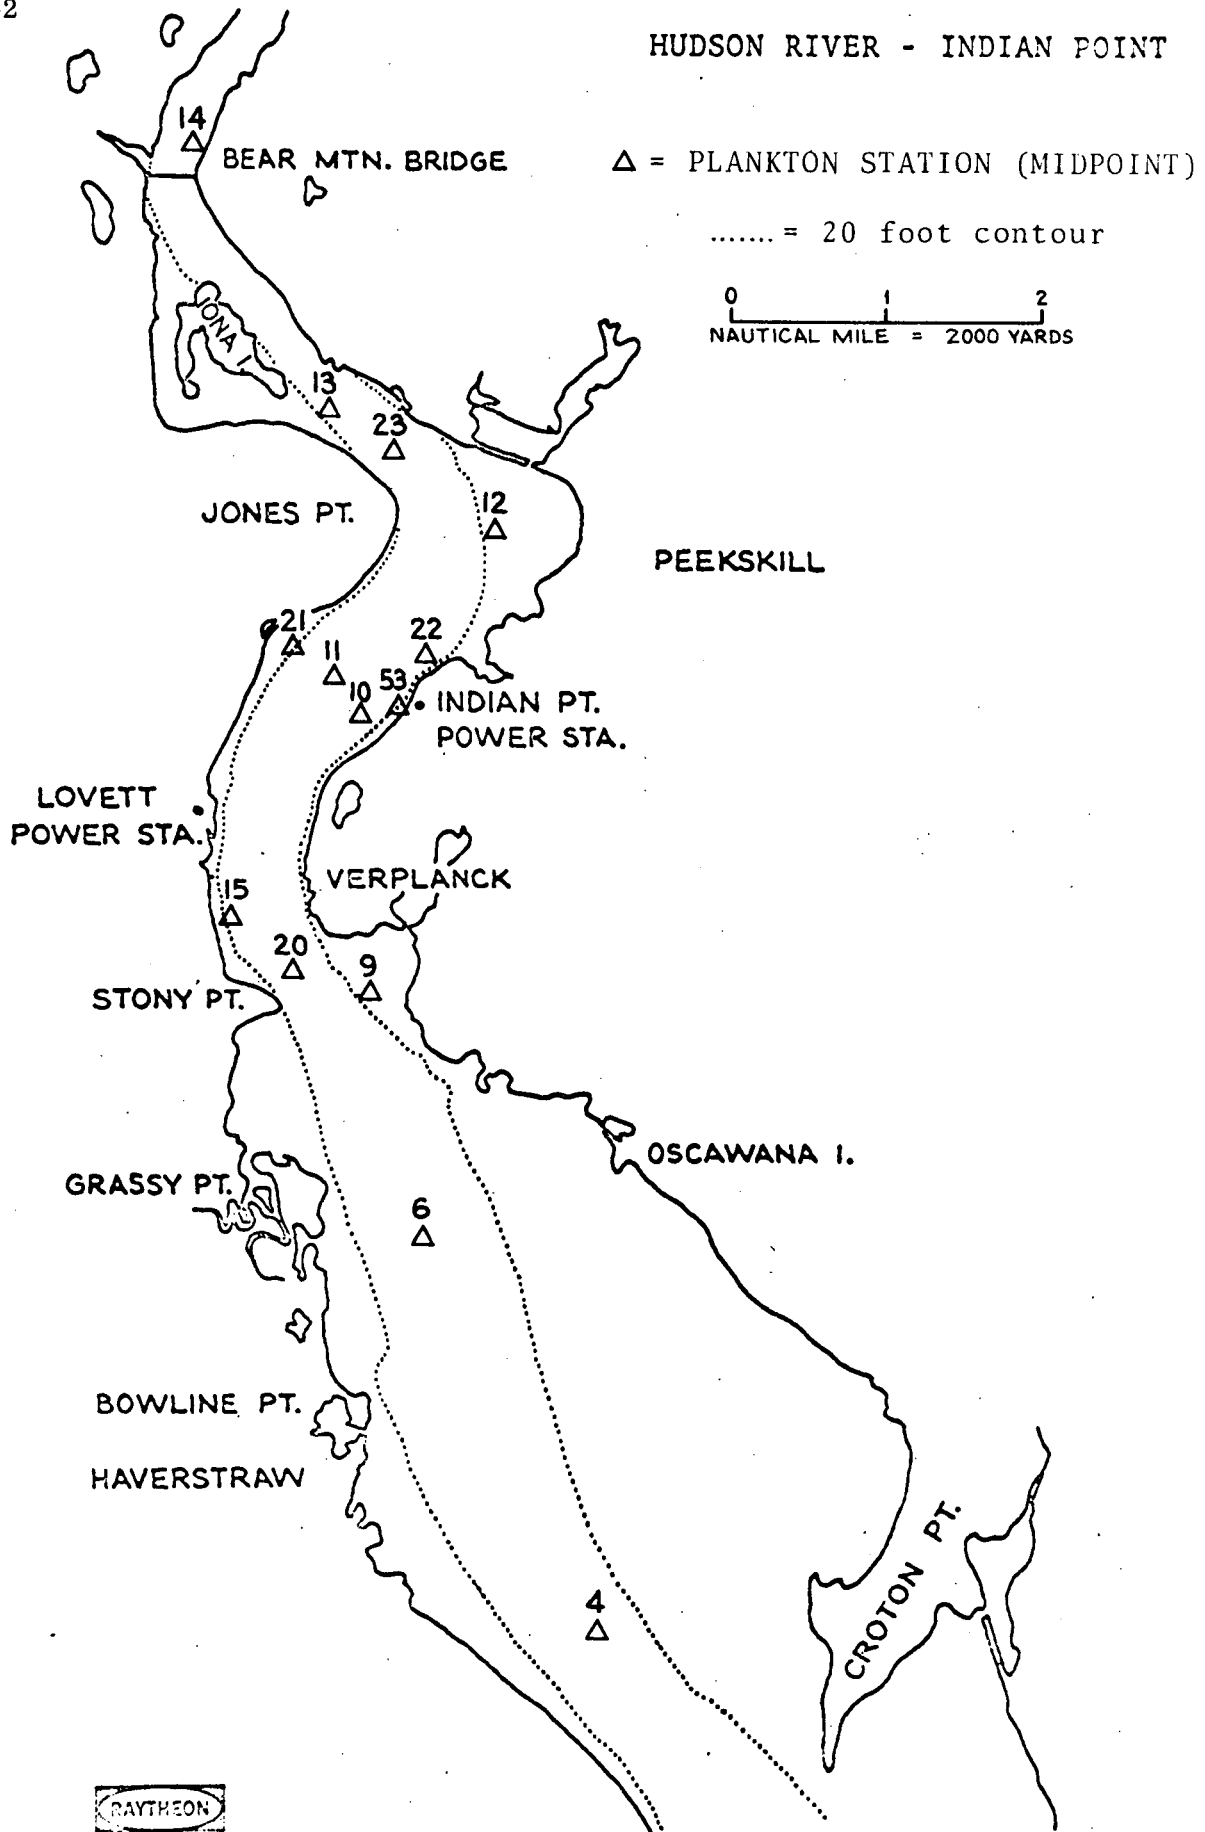 2
HUDSON RIVER - INDIAN POINT
14
BEAR MTN. BRIDGE
Δ = PLANKTON STATION (MIDPOINT)
....... = 20 foot contour
0 1 2
NAUTICAL MILE = 2000 YARDS
IONA I.
13
23
12
JONES PT.
PEEKSKILL
21
22
11
10 53
INDIAN PT.
POWER STA.
LOVETT
POWER STA.
VERPLANCK
15
20
9
STONY PT.
OSCAWANA I.
GRASSY PT.
6
BOWLINE PT.
HAVERSTRAW
CROTON PT.
4
RAYTHEON